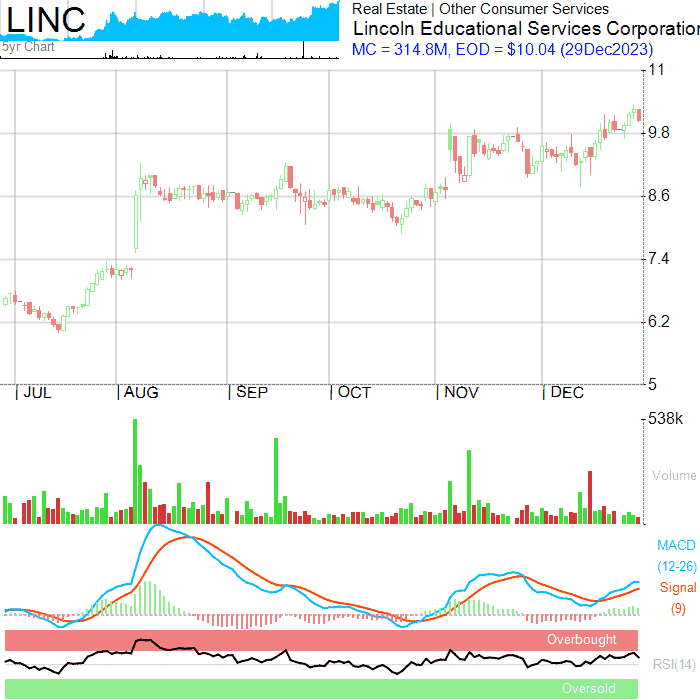 LINC
5yr Chart
Real Estate | Other Consumer Services
Lincoln Educational Services Corporation
MC = 314.8M, EOD = $10.04 (29Dec2023)
11
9.8
8.6
7.4
6.2
5
JUL
AUG
SEP
OCT
NOV
DEC
538k
Volume
MACD
(12-26)
Signal
(9)
Overbought
RSI(14)
Oversold